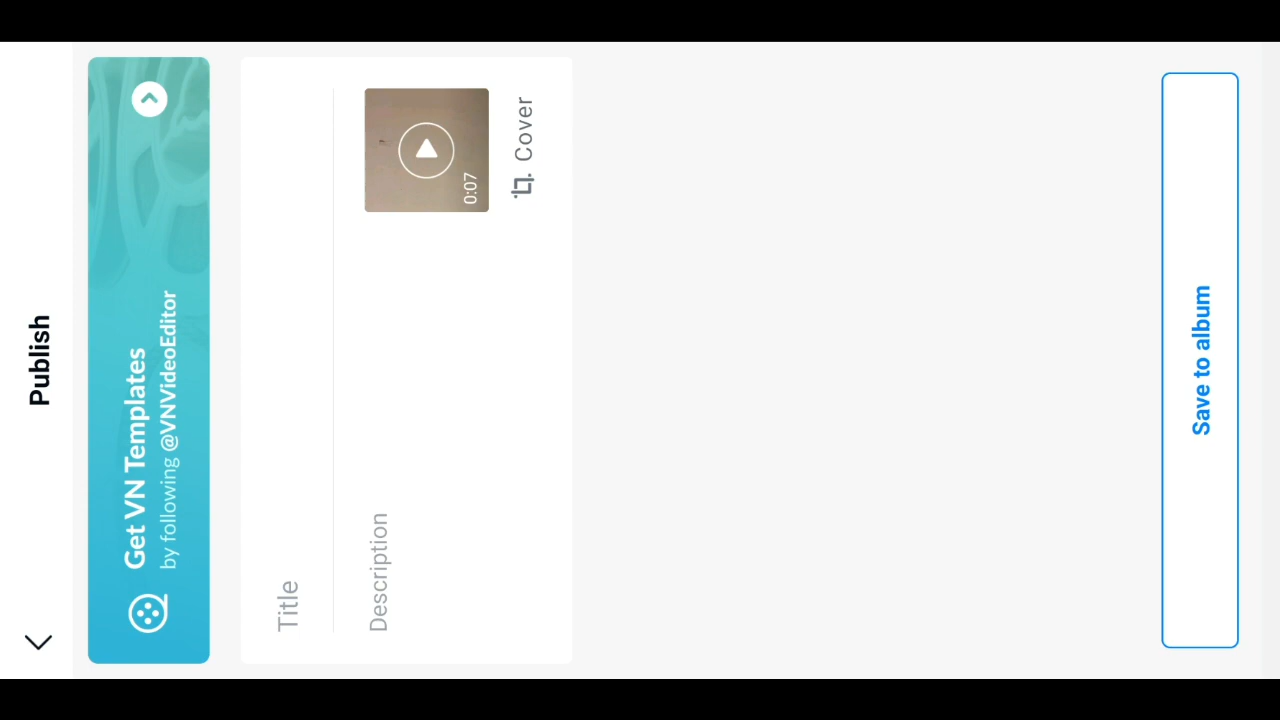 Publish
Get VN Templates
by following @VNVideoEditor
Title
Description
0:07
Cover
Save to album